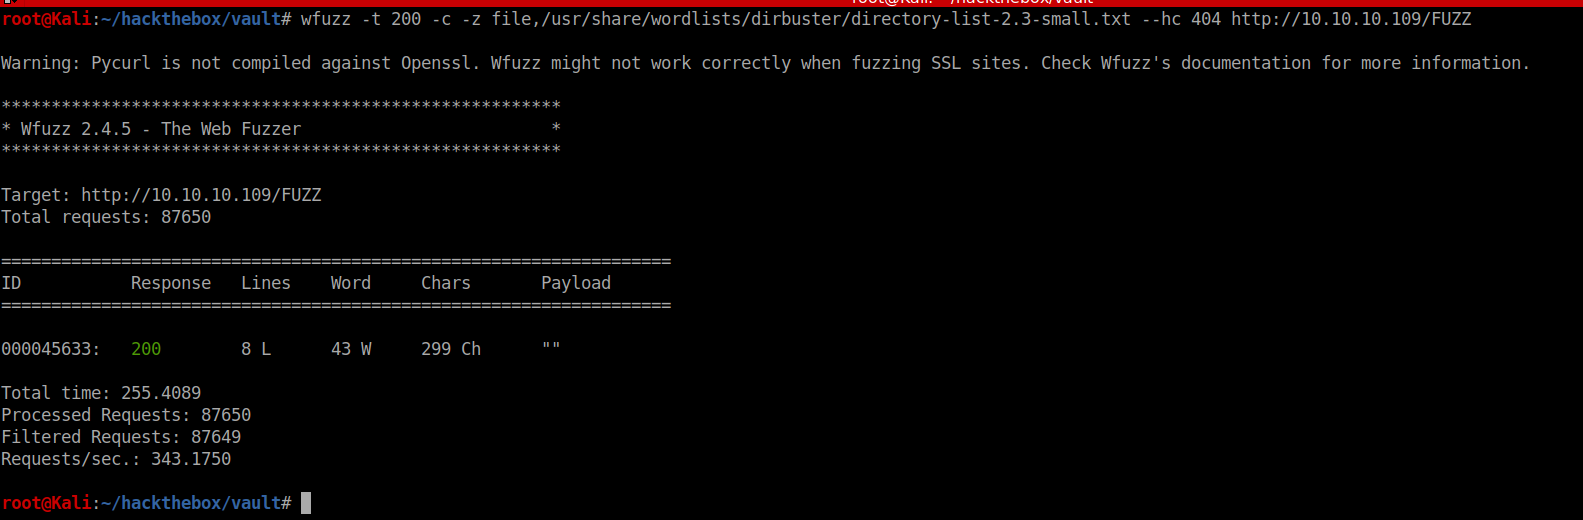 root@Kali: ~/hackthebox/vault
root@Kali:~/hackthebox/vault# wfuzz -t 200 -c -z file,/usr/share/wordlists/dirbuster/directory-list-2.3-small.txt --hc 404 http://10.10.10.109/FUZZ
Warning: Pycurl is not compiled against Openssl. Wfuzz might not work correctly when fuzzing SSL sites. Check Wfuzz's documentation for more information.
********************************************************
* Wfuzz 2.4.5 - The Web Fuzzer                         *
********************************************************
Target: http://10.10.10.109/FUZZ
Total requests: 87650
===================================================================
ID           Response   Lines    Word     Chars       Payload
===================================================================
000045633:   200        8 L      43 W     299 Ch      ""
Total time: 255.4089
Processed Requests: 87650
Filtered Requests: 87649
Requests/sec.: 343.1750
root@Kali:~/hackthebox/vault#